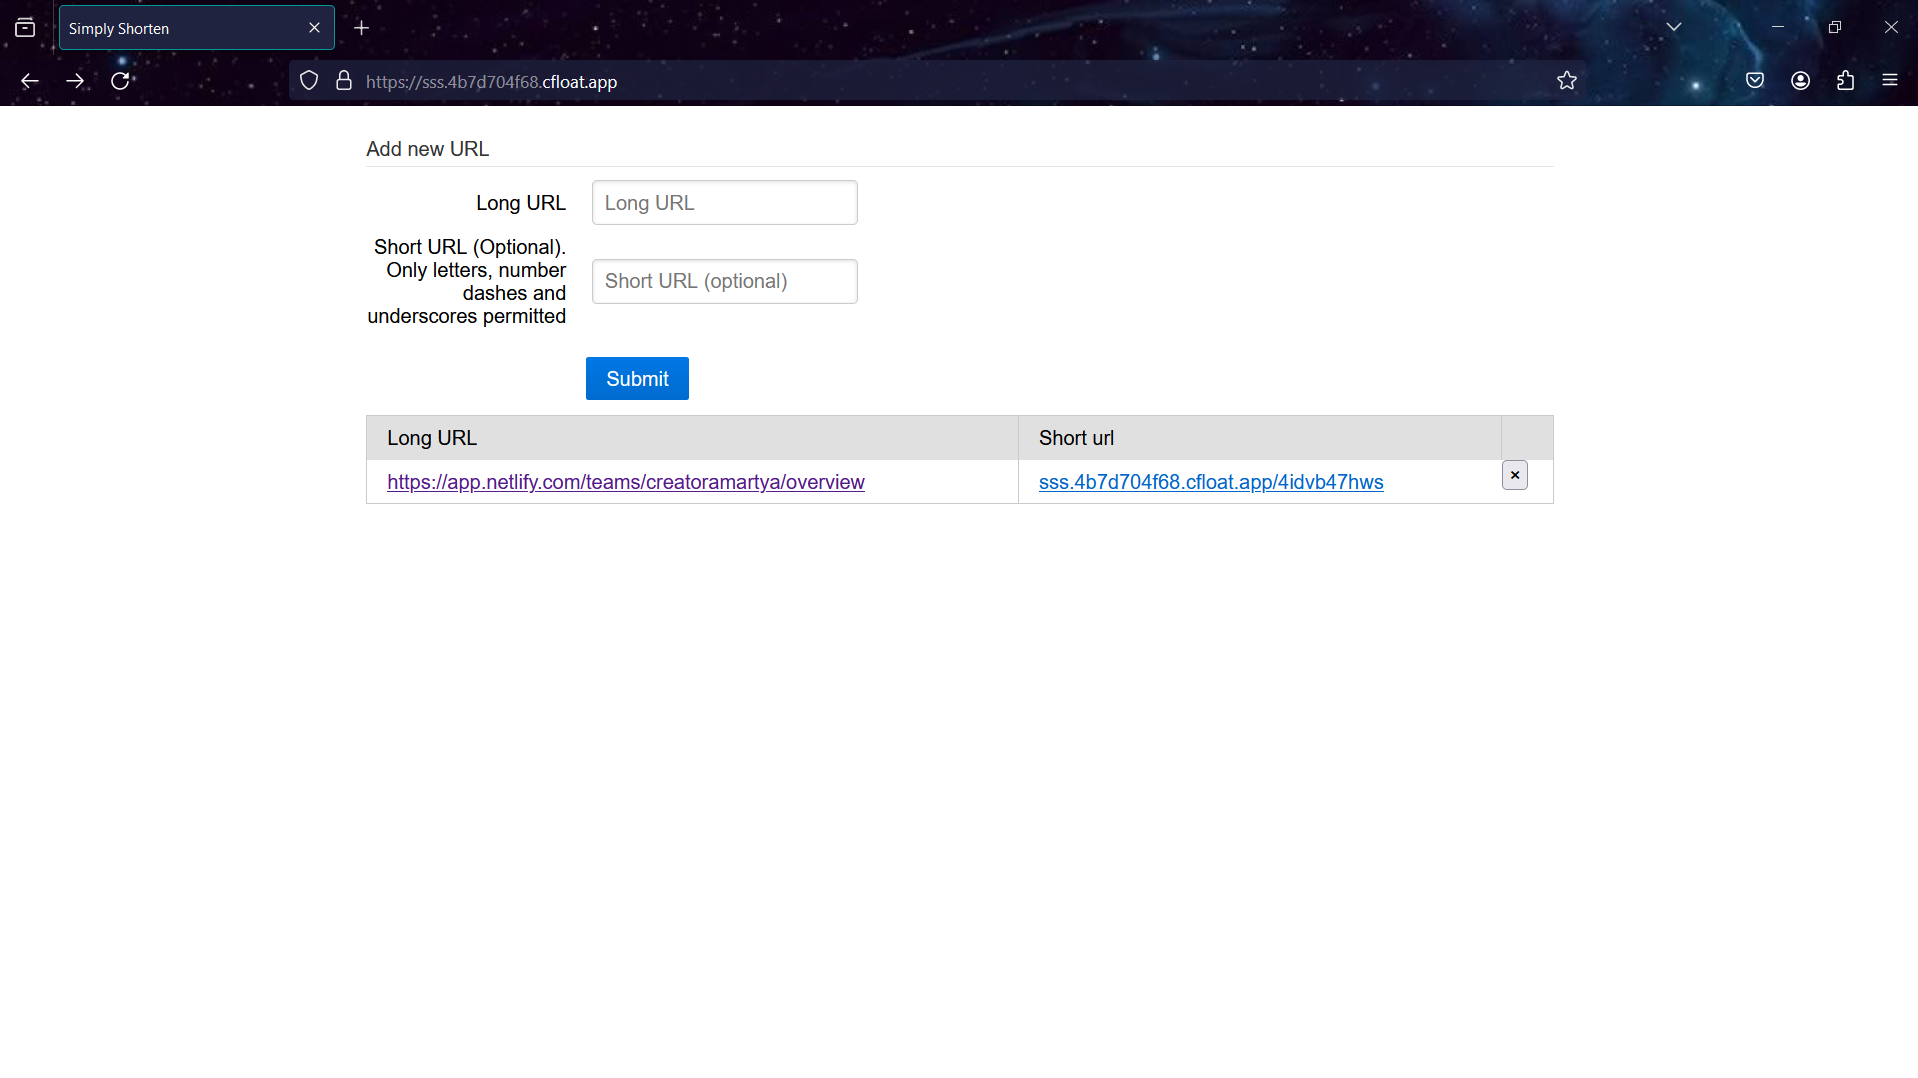 Simply Shorten
https://sss.4b7d704f68.cfloat.app
Add new URL
Long URL
Long URL
Short URL (Optional).
Only letters, number
dashes and
underscores permitted
Short URL (optional)
Submit
Long URL Short url
https://app.netlify.com/teams/creatoramartya/overview sss.4b7d704f68.cfloat.app/4idvb47hws ×